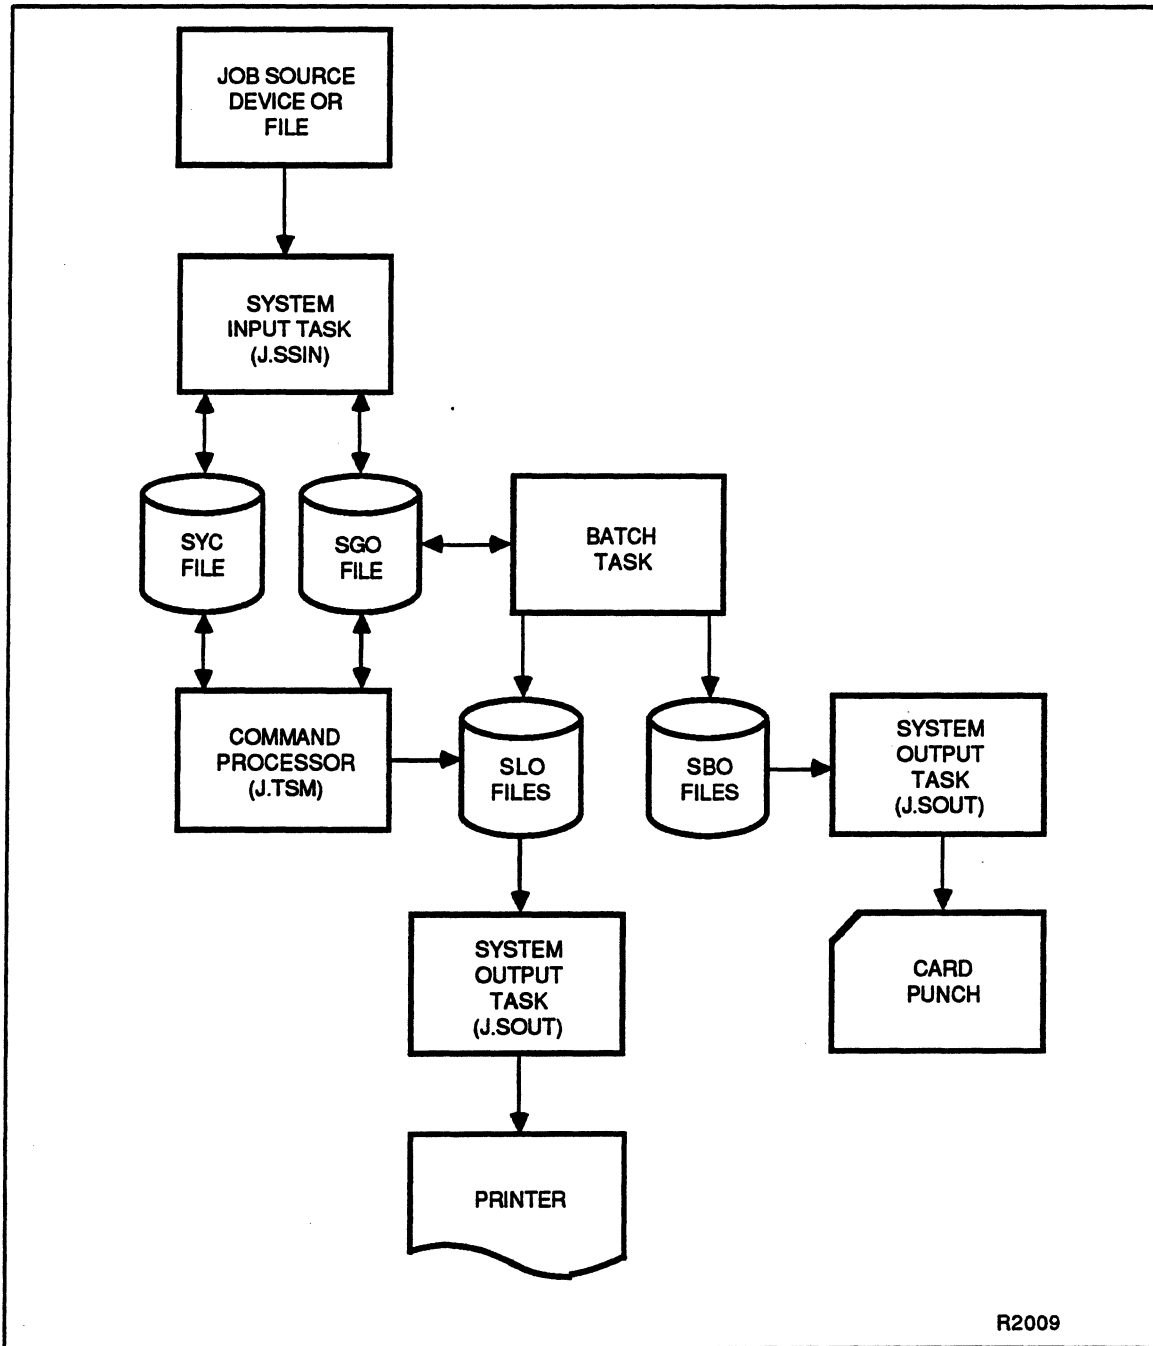 JOB SOURCE
DEVICE OR
FILE
SYSTEM
INPUT TASK
(J.SSIN)
SYC
FILE
SGO
FILE
BATCH
TASK
COMMAND
PROCESSOR
(J.TSM)
SLO
FILES
SBO
FILES
SYSTEM
OUTPUT
TASK
(J.SOUT)
SYSTEM
OUTPUT
TASK
(J.SOUT)
CARD
PUNCH
PRINTER
R2009